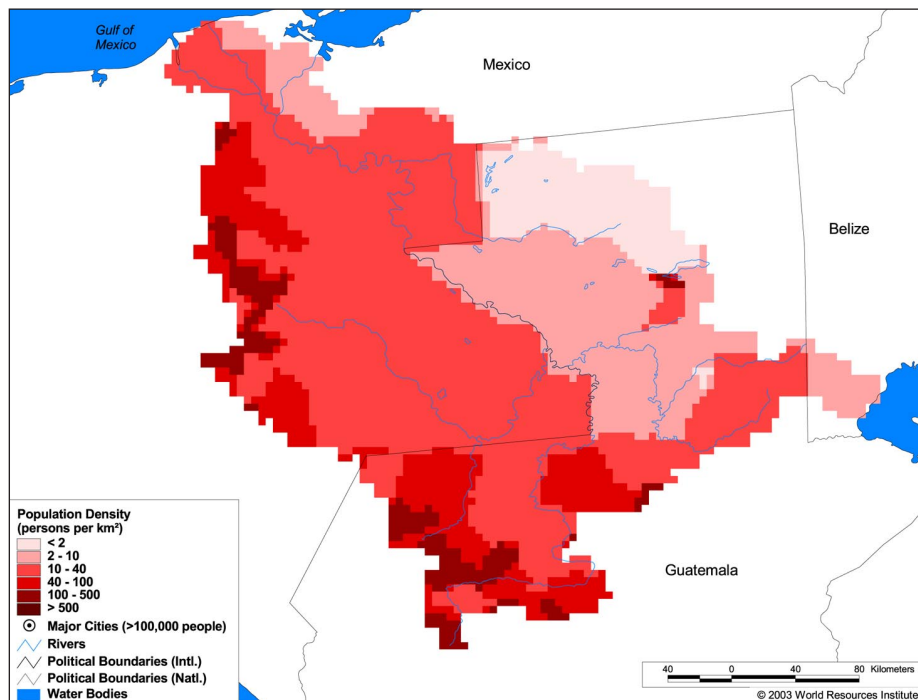 Gulf of
Mexico
Mexico
Belize
Guatemala
Population Density
(persons per km²)
< 2
2 - 10
10 - 40
40 - 100
100 - 500
> 500
Major Cities (>100,000 people)
Rivers
Political Boundaries (Intl.)
Political Boundaries (Natl.)
Water Bodies
40 0 40 80 Kilometers
© 2003 World Resources Institute